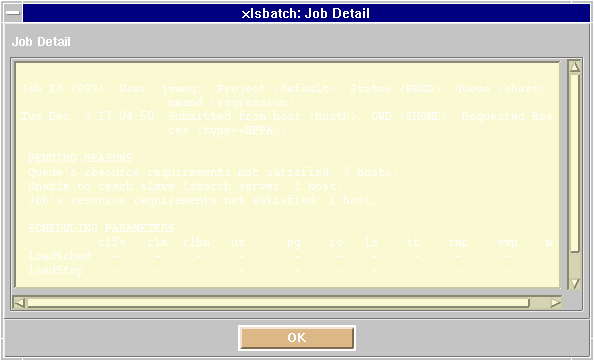 xlsbatch: Job Detail
Job Detail
Job Id <893>, User <jwang>, Project <default>, Status <PEND>, Queue <short>,
mmand <regression>
Tue Dec 17:04:50: Submitted from host <hostk>, CWD <$HOME>, Requested Res
ces <type==HPPA>;
PENDING REASONS
Queue's resource requirements not satisfied: 3 hosts;
Unable to reach slave lsbatch server: 1 host;
Job's resource requirements not satisfied: 1 host;
SCHEDULING PARAMETERS
r15s r1m r15m ut pg io ls it tmp swp m
loadSched - - - - - - - - - -
loadStop - - - - - - - - - -
OK